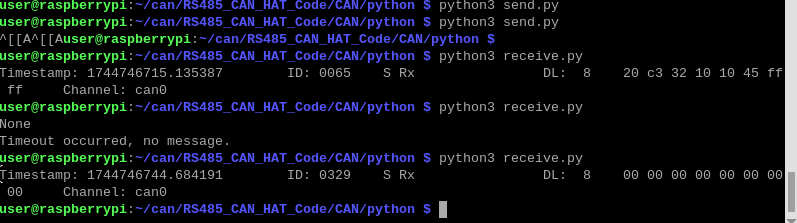 user@raspberrypi:~/can/RS485_CAN_HAT_Code/CAN/python $ python3 send.py
user@raspberrypi:~/can/RS485_CAN_HAT_Code/CAN/python $ python3 send.py
^[[A^[[Auser@raspberrypi:~/can/RS485_CAN_HAT_Code/CAN/python $
user@raspberrypi:~/can/RS485_CAN_HAT_Code/CAN/python $ python3 receive.py
Timestamp: 1744746715.135387        ID: 0065    S Rx                DL:  8    20 c3 32 10 10 45 ff
 ff     Channel: can0
user@raspberrypi:~/can/RS485_CAN_HAT_Code/CAN/python $ python3 receive.py
None
Timeout occurred, no message.
user@raspberrypi:~/can/RS485_CAN_HAT_Code/CAN/python $ python3 receive.py
Timestamp: 1744746744.684191        ID: 0329    S Rx                DL:  8    00 00 00 00 00 00 00
 00     Channel: can0
user@raspberrypi:~/can/RS485_CAN_HAT_Code/CAN/python $